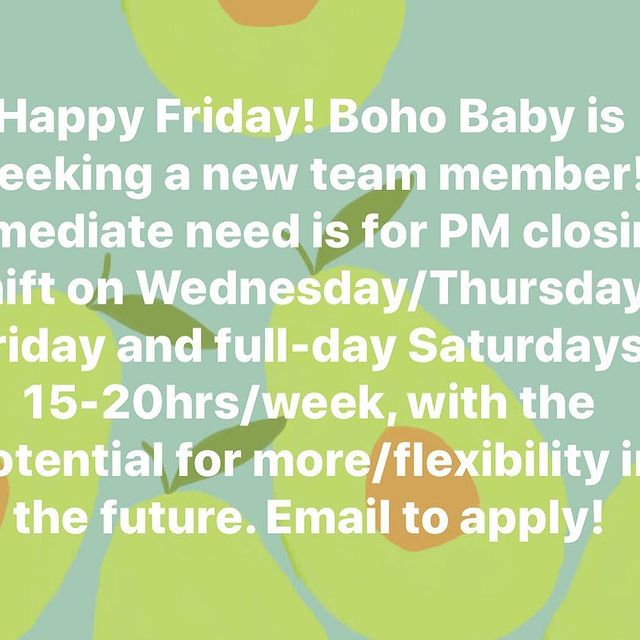 Happy Friday! Boho Baby is
eeking a new team member!
mediate need is for PM closin
ift on Wednesday/Thursday
riday and full-day Saturdays
15-20hrs/week, with the
otential for more/flexibility in
the future. Email to apply!